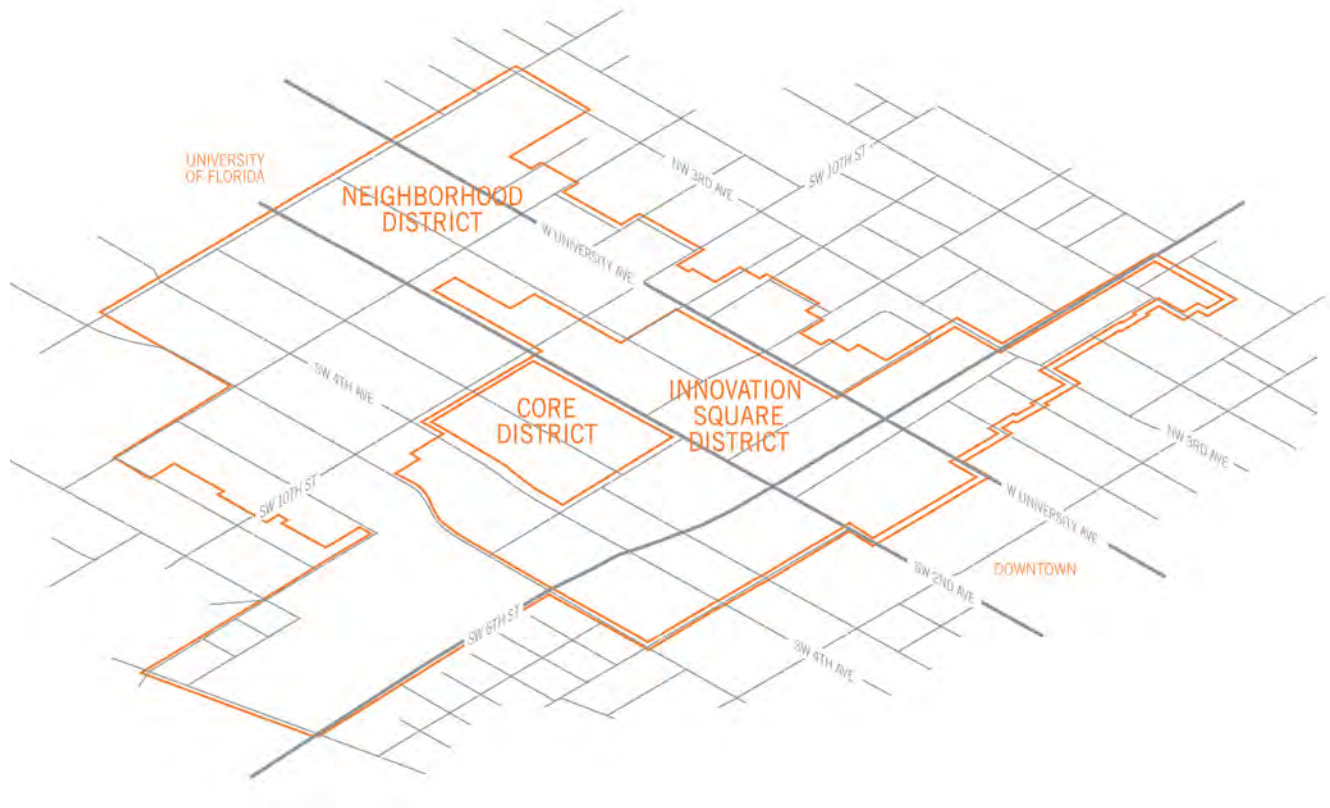 UNIVERSITY
OF FLORIDA
NEIGHBORHOOD
DISTRICT
NW 3RD AVE
SW 10TH ST
W UNIVERSITY AVE
SW 4TH AVE
CORE
DISTRICT
INNOVATION
SQUARE
DISTRICT
NW 3RD AVE
SW 10TH ST
W UNIVERSITY AVE
DOWNTOWN
SW 2ND AVE
SW 6TH ST
SW 4TH AVE